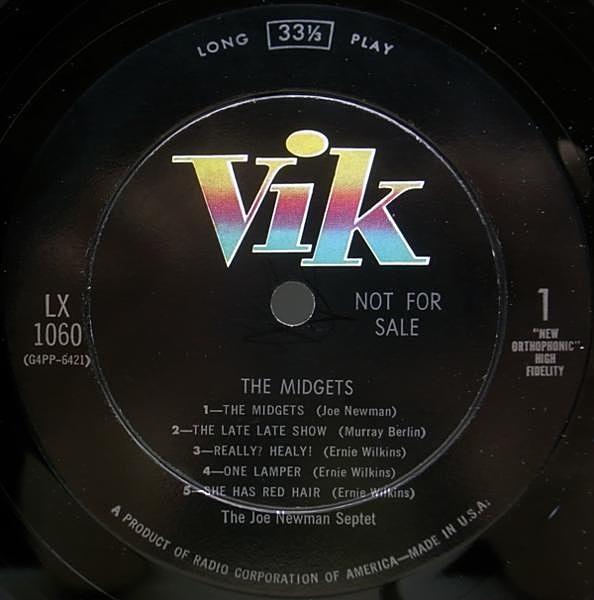 LONG 33⅓ PLAY
Vik
LX
1060
(G4PP-6421)
NOT FOR
SALE
1
"NEW
ORTHOPHONIC"
HIGH
FIDELITY
THE MIDGETS
1—THE MIDGETS (Joe Newman)
2—THE LATE LATE SHOW (Murray Berlin)
3—REALLY? HEALY! (Ernie Wilkins)
4—ONE LAMPER (Ernie Wilkins)
5—SHE HAS RED HAIR (Ernie Wilkins)
The Joe Newman Septet
A PRODUCT OF RADIO CORPORATION OF AMERICA—MADE IN U.S.A.